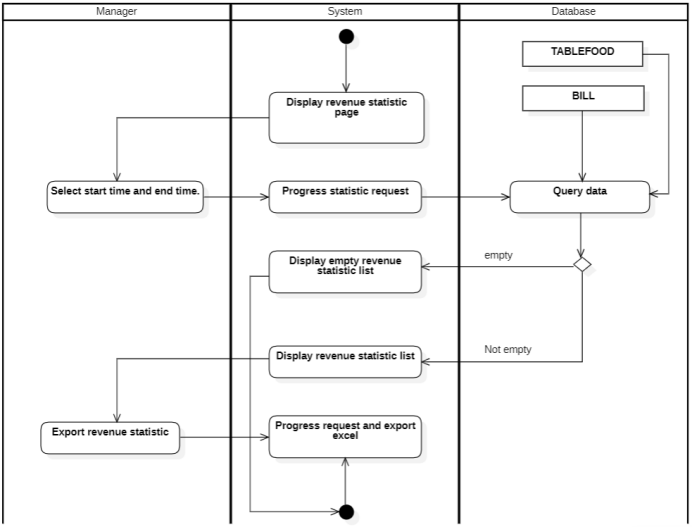 Manager
System
Database
TABLEFOOD
BILL
Display revenue statistic
page
Select start time and end time.
Progress statistic request
Query data
Display empty revenue
statistic list
empty
Display revenue statistic list
Not empty
Export revenue statistic
Progress request and export
excel